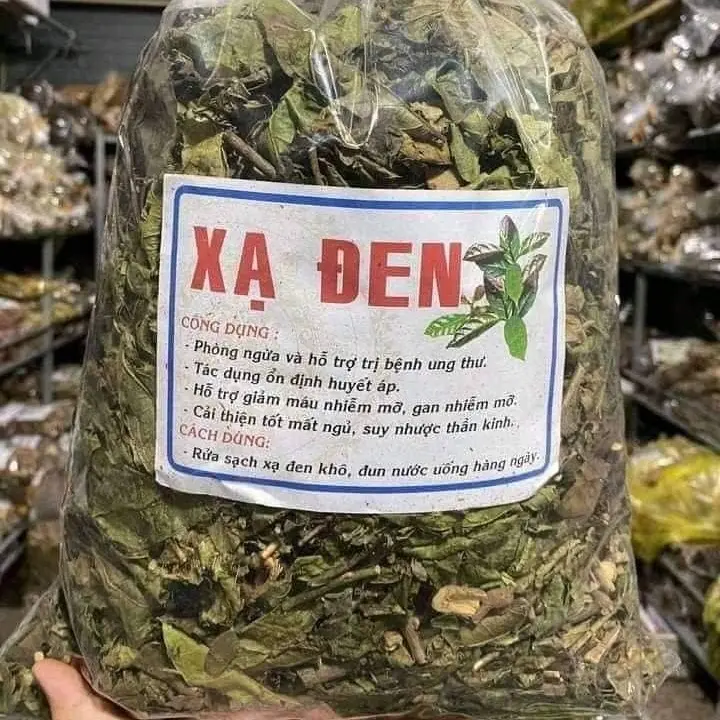 XẠ ĐEN
CÔNG DỤNG :
- Phòng ngừa và hỗ trợ trị bệnh ung thư.
- Tác dụng ổn định huyết áp.
- Hỗ trợ giảm máu nhiễm mỡ, gan nhiễm mỡ.
- Cải thiện tốt mất ngủ, suy nhược thần kinh.
CÁCH DÙNG:
- Rửa sạch xạ đen khô, đun nước uống hàng ngày.